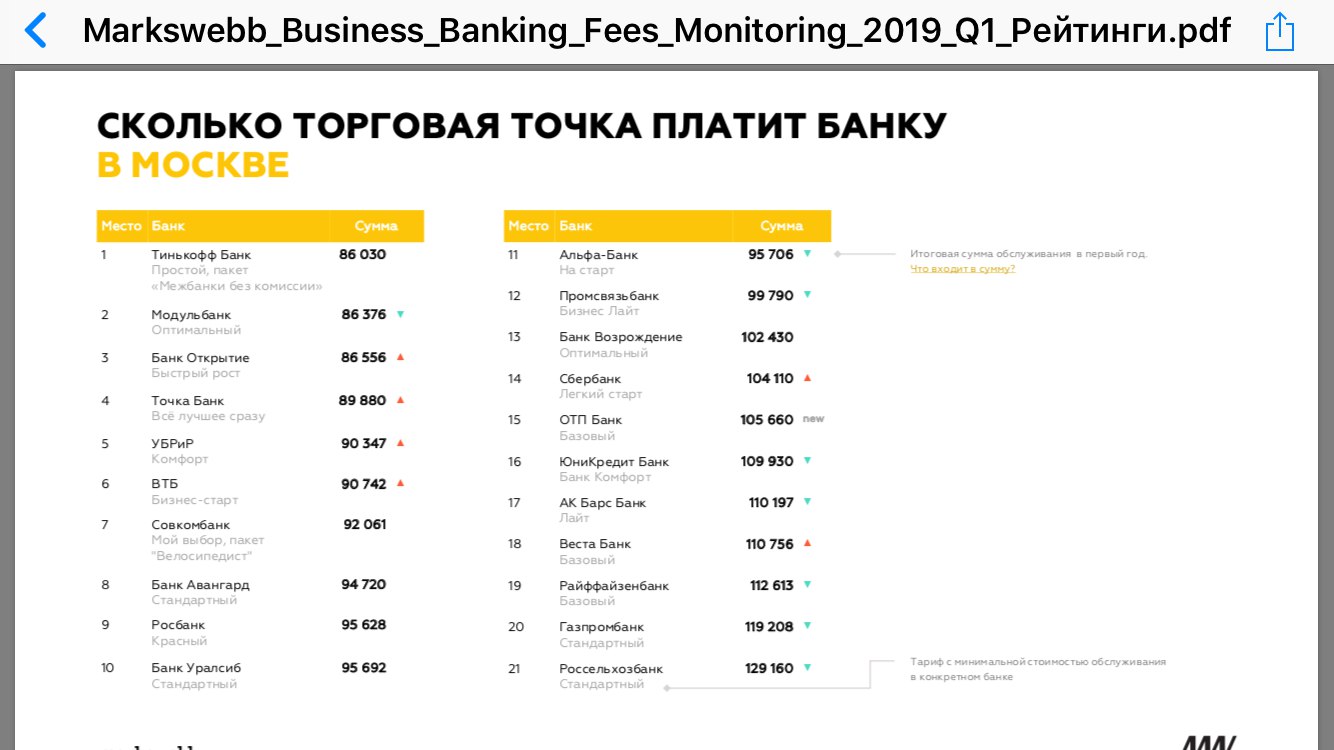 Markswebb_Business_Banking_Fees_Monitoring_2019_Q1_Рейтинги.pdf
СКОЛЬКО ТОРГОВАЯ ТОЧКА ПЛАТИТ БАНКУ
В МОСКВЕ
Место Банк Сумма
1 Тинькофф Банк 86 030
Простой, пакет
«Межбанки без комиссии»
2 Модульбанк 86 376 ▼
Оптимальный
3 Банк Открытие 86 556 ▲
Быстрый рост
4 Точка Банк 89 880 ▲
Всё лучшее сразу
5 УБРиР 90 347 ▲
Комфорт
6 ВТБ 90 742 ▲
Бизнес-старт
7 Совкомбанк 92 061
Мой выбор, пакет
"Велосипедист"
8 Банк Авангард 94 720
Стандартный
9 Росбанк 95 628
Красный
10 Банк Уралсиб 95 692
Стандартный
Место Банк Сумма
11 Альфа-Банк 95 706 ▼
На старт
12 Промсвязьбанк 99 790 ▼
Бизнес Лайт
13 Банк Возрождение 102 430
Оптимальный
14 Сбербанк 104 110 ▲
Легкий старт
15 ОТП Банк 105 660 new
Базовый
16 ЮниКредит Банк 109 930 ▼
Банк Комфорт
17 АК Барс Банк 110 197 ▼
Лайт
18 Веста Банк 110 756 ▲
Базовый
19 Райффайзенбанк 112 613 ▼
Базовый
20 Газпромбанк 119 208 ▼
Стандартный
21 Россельхозбанк 129 160 ▼
Стандартный
Итоговая сумма обслуживания в первый год.
Что входит в сумму?
Тариф с минимальной стоимостью обслуживания
в конкретном банке